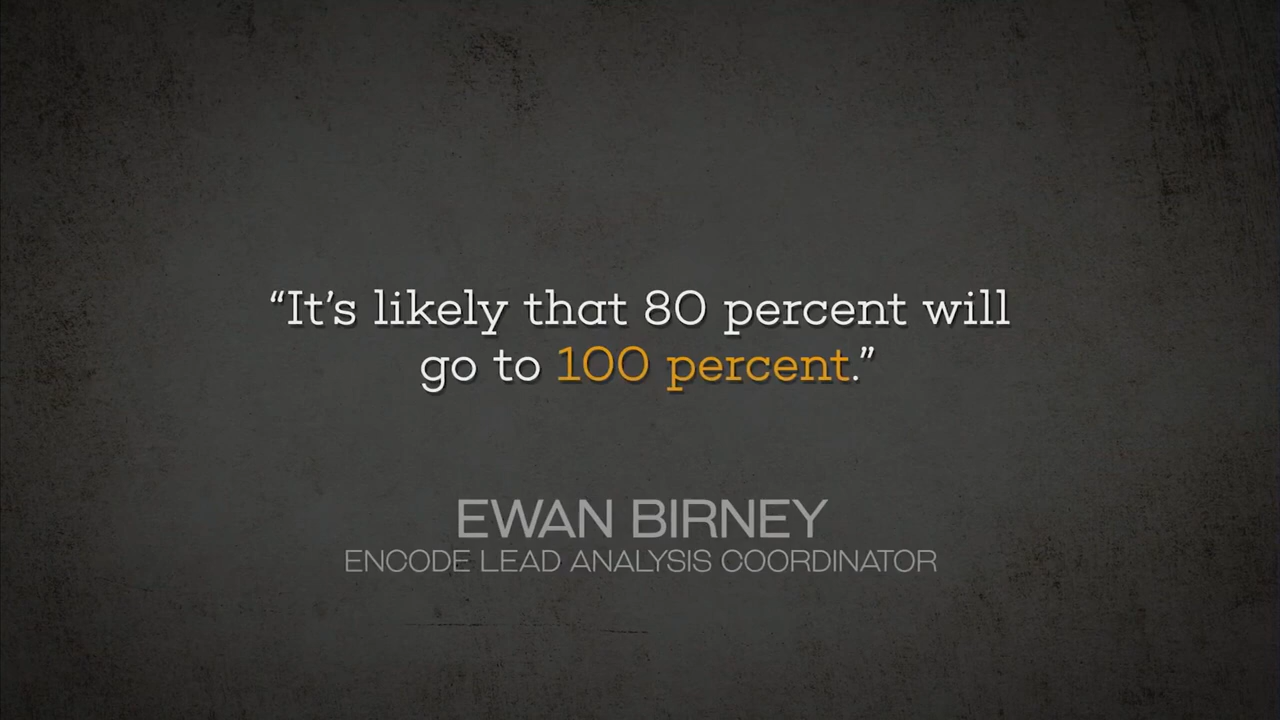 “It’s likely that 80 percent will
go to 100 percent.”
EWAN BIRNEY
ENCODE LEAD ANALYSIS COORDINATOR